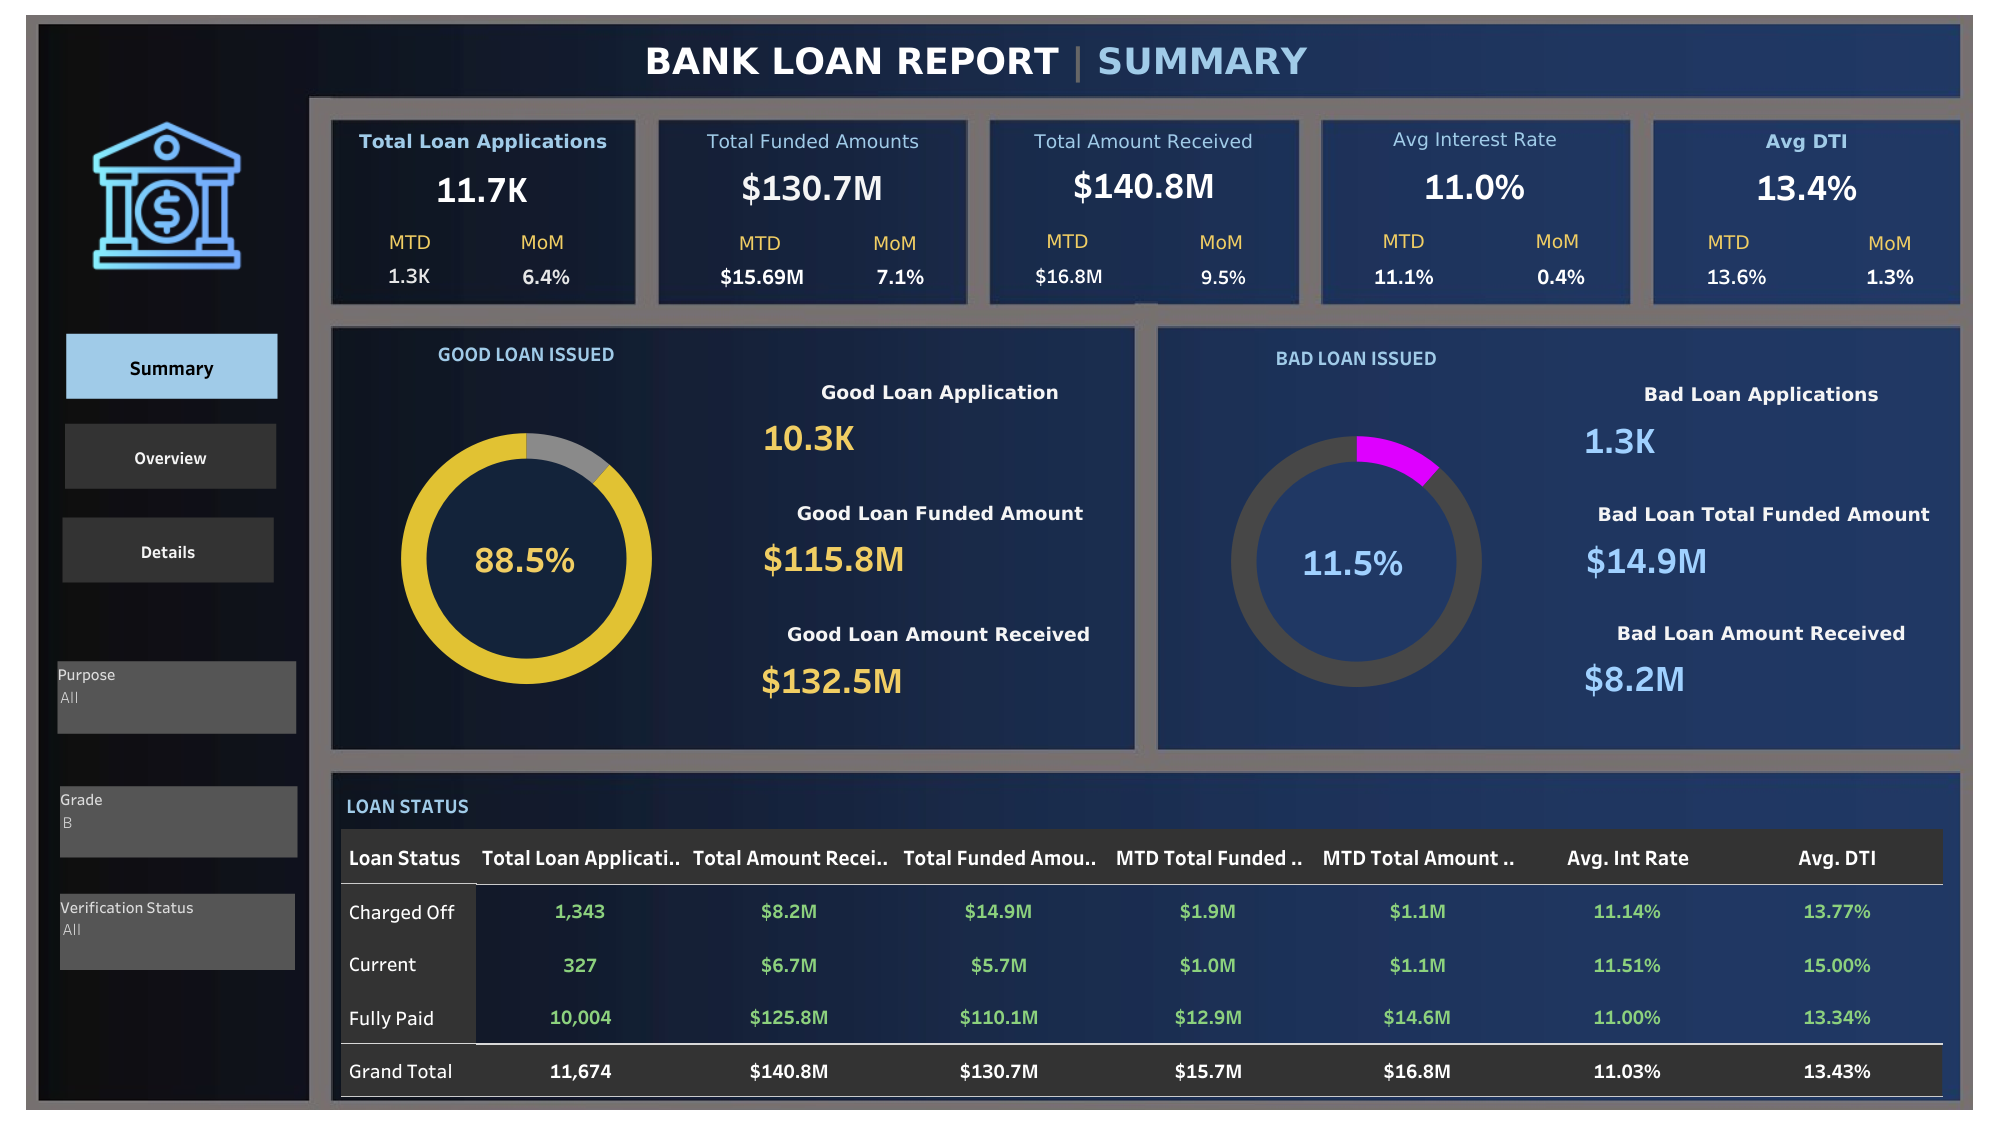 BANK LOAN REPORT | SUMMARY
Total Loan Applications
11.7K
MTD MoM
1.3K 6.4%
Total Funded Amounts
$130.7M
MTD MoM
$15.69M 7.1%
Total Amount Received
$140.8M
MTD MoM
$16.8M 9.5%
Avg Interest Rate
11.0%
MTD MoM
11.1% 0.4%
Avg DTI
13.4%
MTD MoM
13.6% 1.3%
$
Summary
Overview
Details
Purpose
All
Grade
B
Verification Status
All
GOOD LOAN ISSUED
88.5%
Good Loan Application
10.3K
Good Loan Funded Amount
$115.8M
Good Loan Amount Received
$132.5M
BAD LOAN ISSUED
11.5%
Bad Loan Applications
1.3K
Bad Loan Total Funded Amount
$14.9M
Bad Loan Amount Received
$8.2M
LOAN STATUS
Loan Status Total Loan Applicati.. Total Amount Recei.. Total Funded Amou.. MTD Total Funded .. MTD Total Amount .. Avg. Int Rate Avg. DTI
Charged Off 1,343 $8.2M $14.9M $1.9M $1.1M 11.14% 13.77%
Current 327 $6.7M $5.7M $1.0M $1.1M 11.51% 15.00%
Fully Paid 10,004 $125.8M $110.1M $12.9M $14.6M 11.00% 13.34%
Grand Total 11,674 $140.8M $130.7M $15.7M $16.8M 11.03% 13.43%